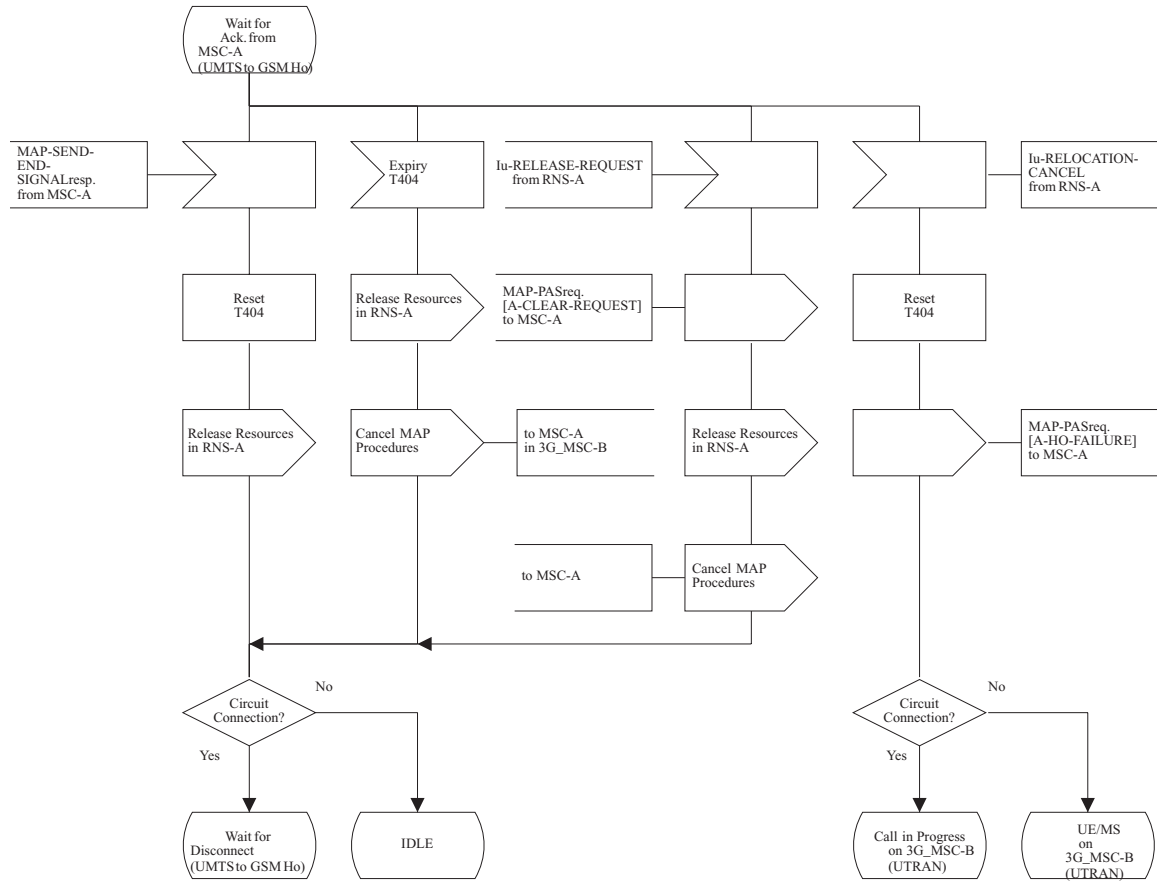 Wait for
Ack. from
MSC-A
(UMTS to GSM Ho)
MAP-SEND-
END-
SIGNALresp.
from MSC-A
Expiry
T404
Iu-RELEASE-REQUEST
from RNS-A
Iu-RELOCATION-
CANCEL
from RNS-A
Reset
T404
Release Resources
in RNS-A
MAP-PASreq.
[A-CLEAR-REQUEST]
to MSC-A
Reset
T404
Release Resources
in RNS-A
Cancel MAP
Procedures
to MSC-A
in 3G_MSC-B
Release Resources
in RNS-A
MAP-PASreq.
[A-HO-FAILURE]
to MSC-A
to MSC-A
Cancel MAP
Procedures
Circuit
Connection?
No
Yes
Circuit
Connection?
No
Yes
Wait for
Disconnect
(UMTS to GSM Ho)
IDLE
Call in Progress
on 3G_MSC-B
(UTRAN)
UE/MS
on
3G_MSC-B
(UTRAN)